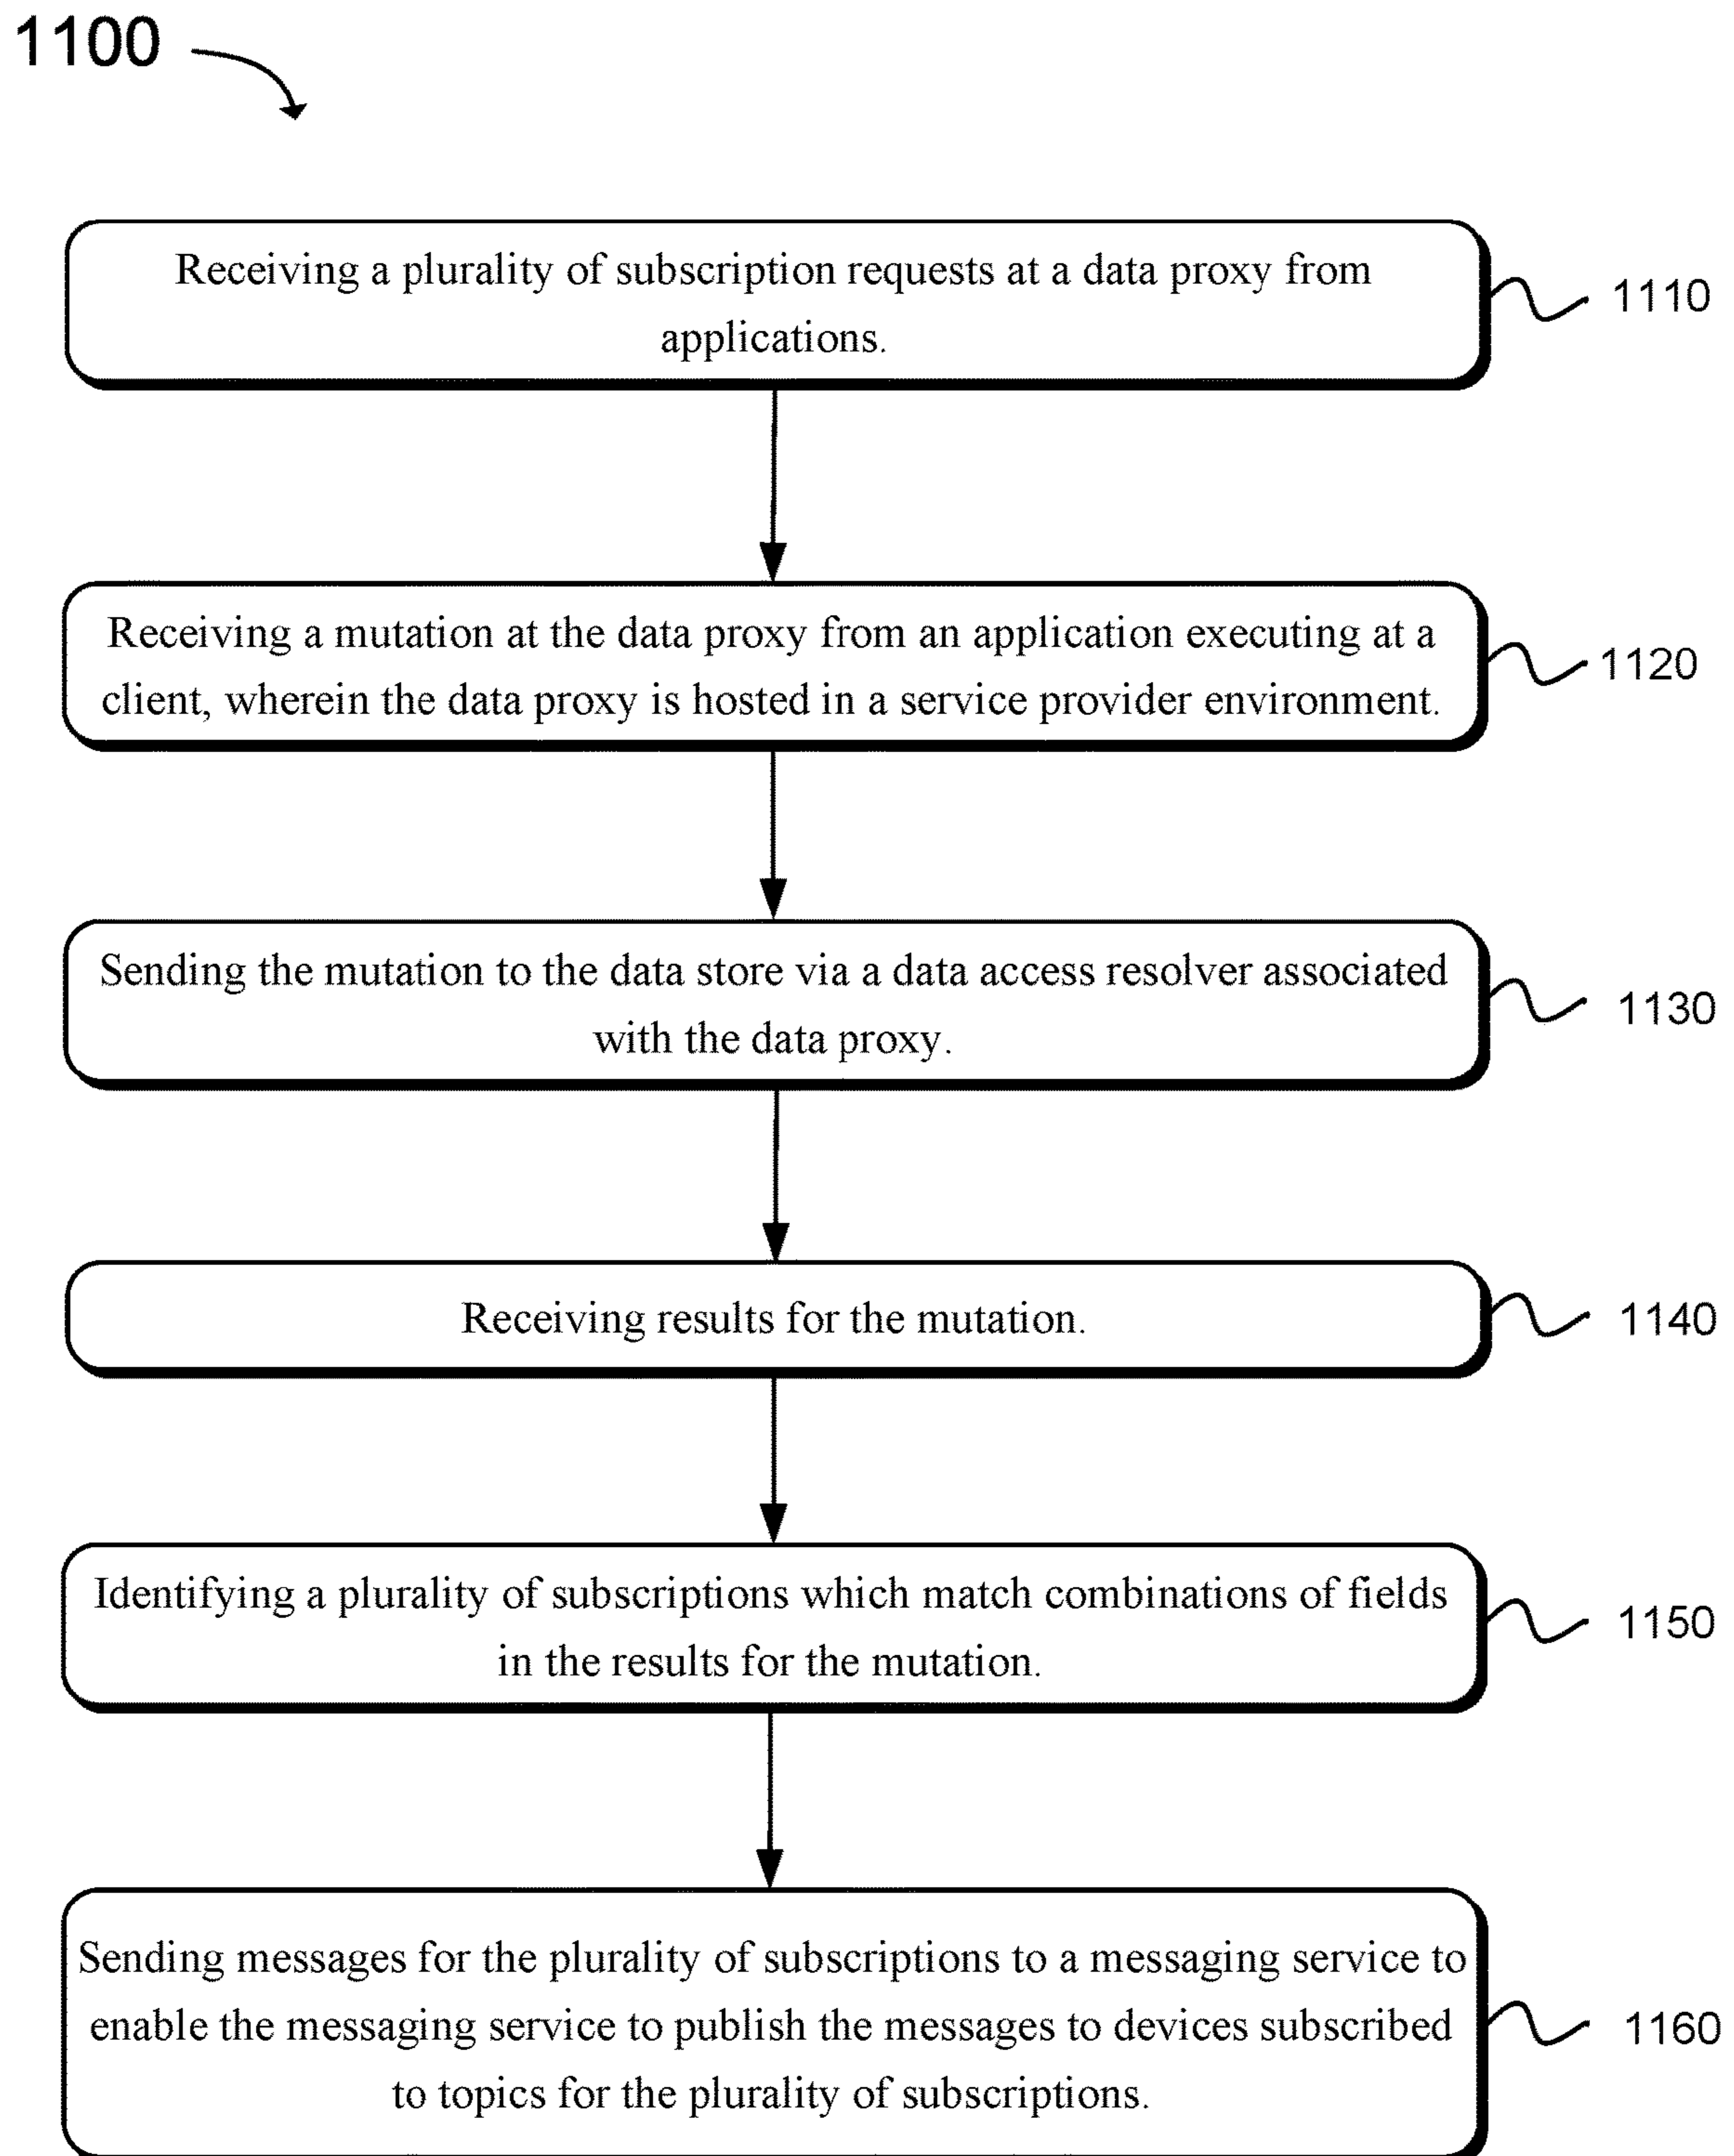 1100
Receiving a plurality of subscription requests at a data proxy from
applications.
1110
Receiving a mutation at the data proxy from an application executing at a
client, wherein the data proxy is hosted in a service provider environment.
1120
Sending the mutation to the data store via a data access resolver associated
with the data proxy.
1130
Receiving results for the mutation.
1140
Identifying a plurality of subscriptions which match combinations of fields
in the results for the mutation.
1150
Sending messages for the plurality of subscriptions to a messaging service to
enable the messaging service to publish the messages to devices subscribed
to topics for the plurality of subscriptions.
1160